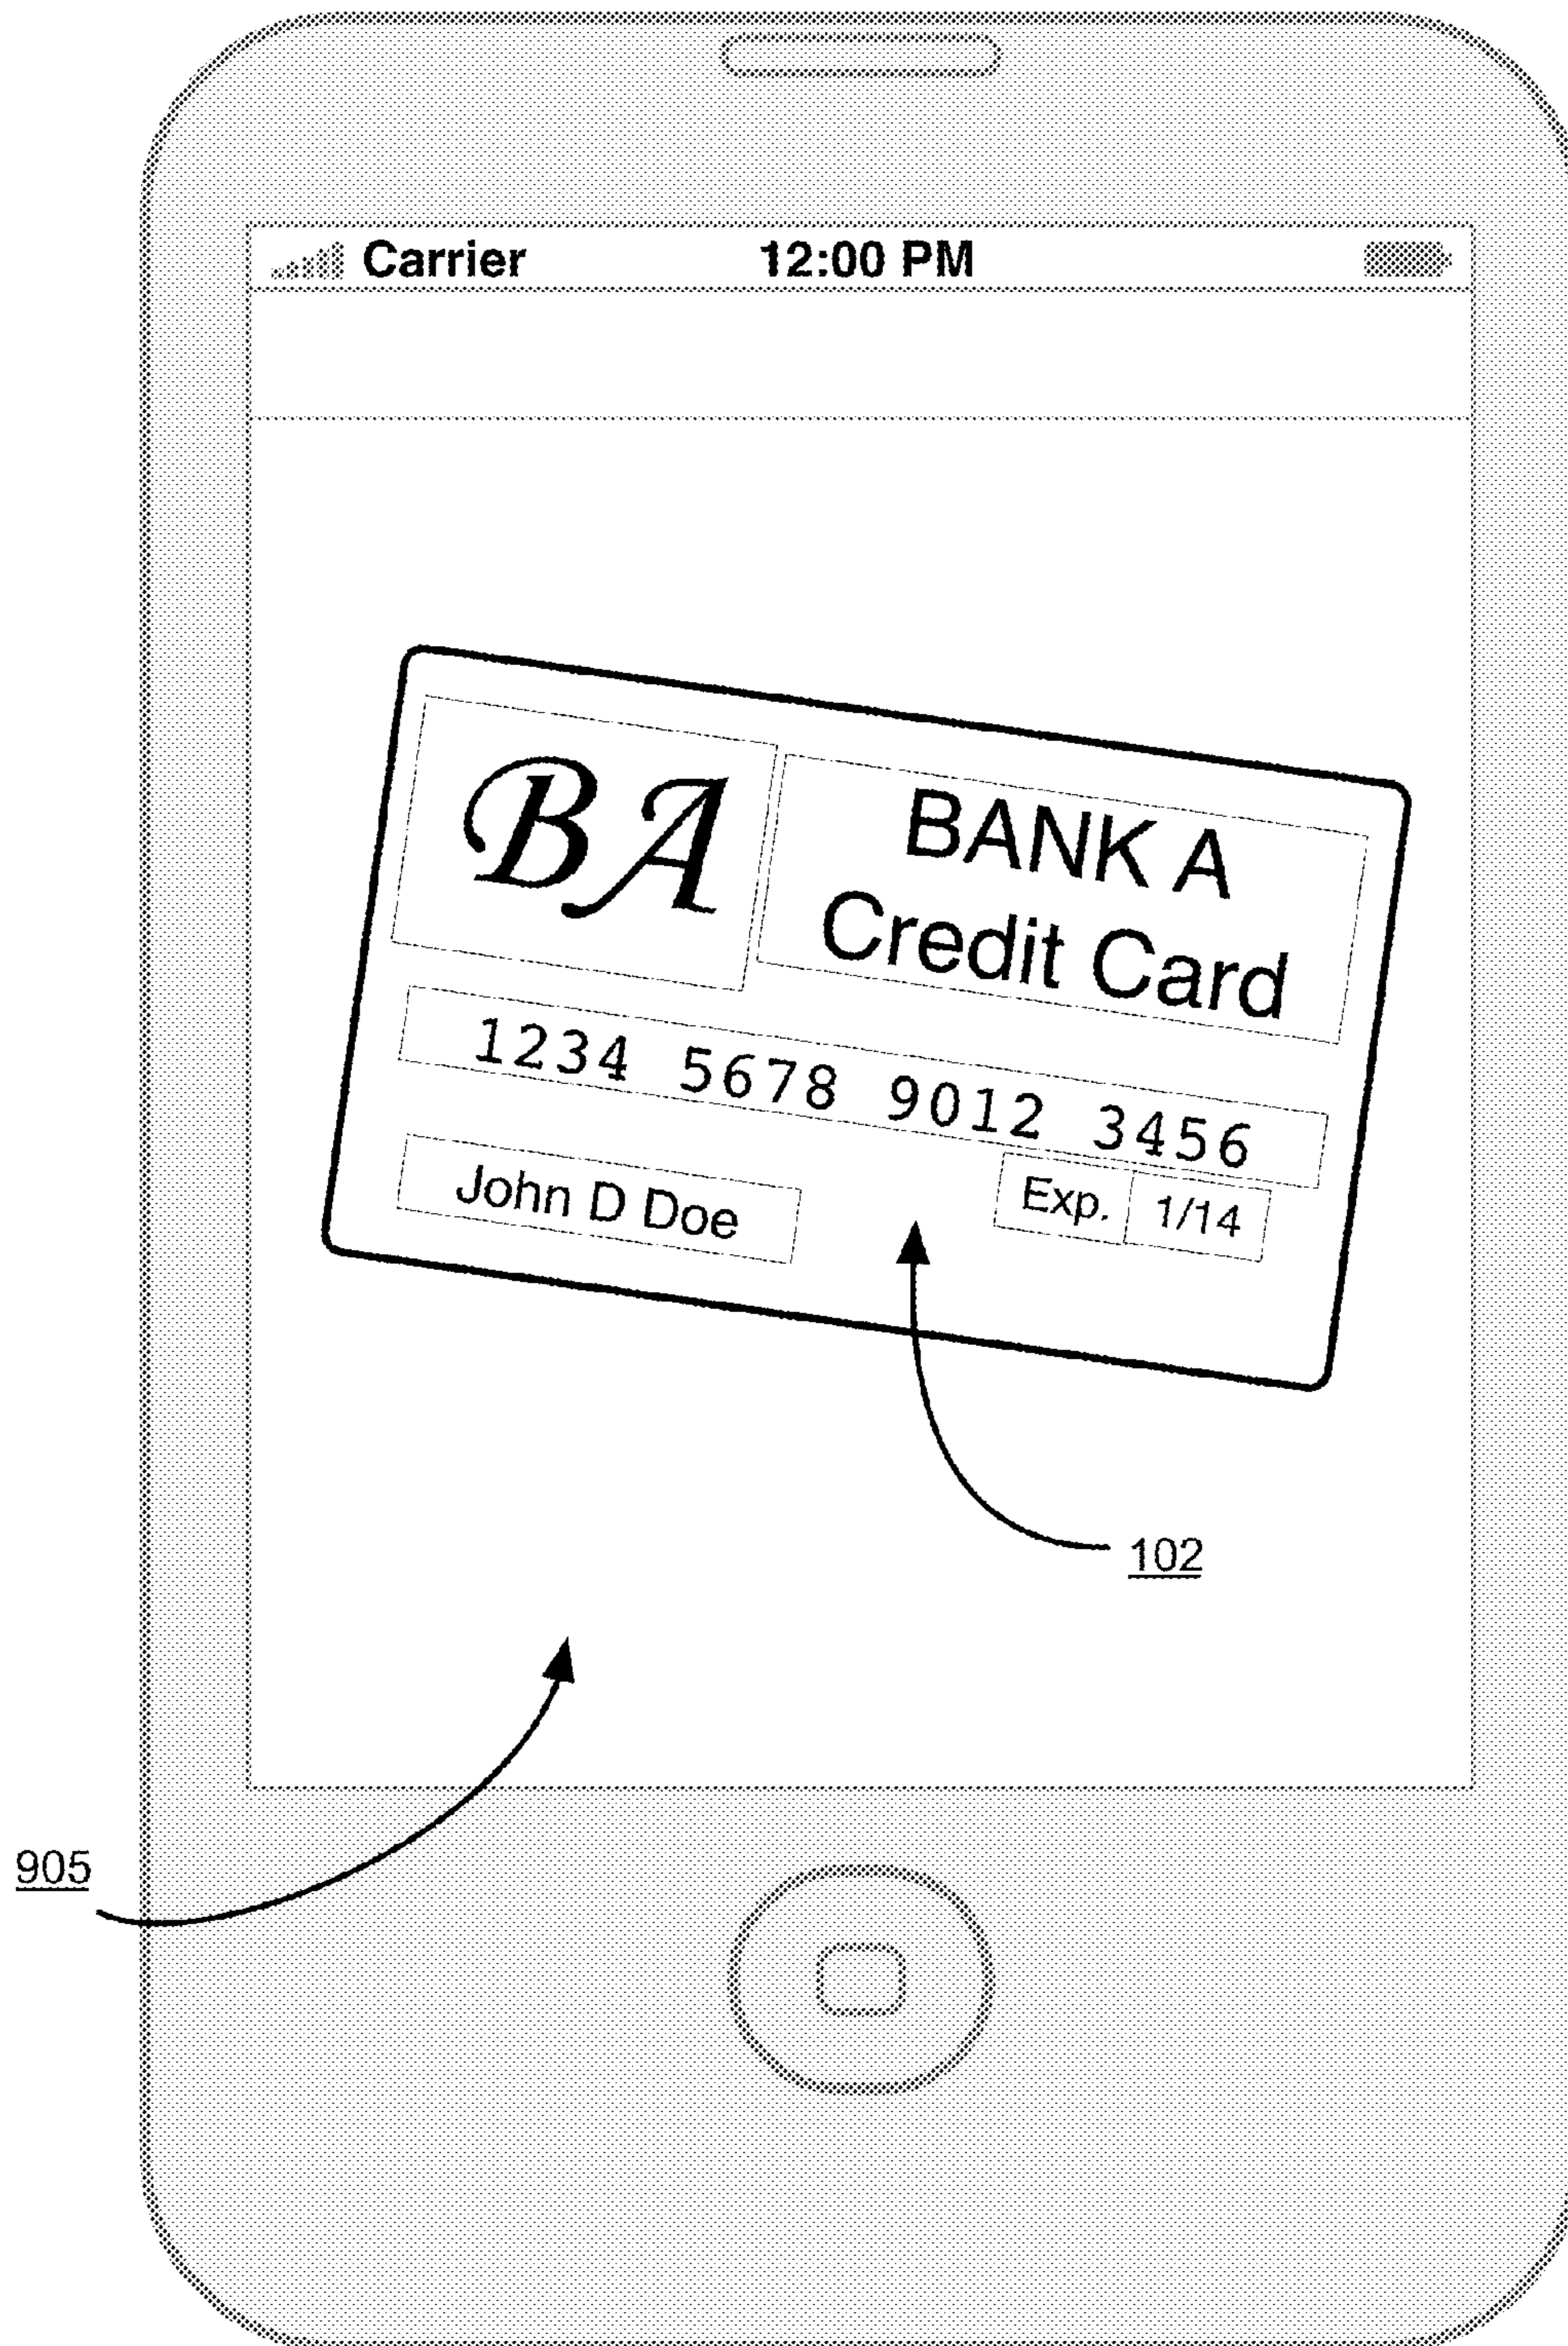 Carrier 12:00 PM
BA
BANK A
Credit Card
1234 5678 9012 3456
John D Doe
Exp. 1/14
102
905